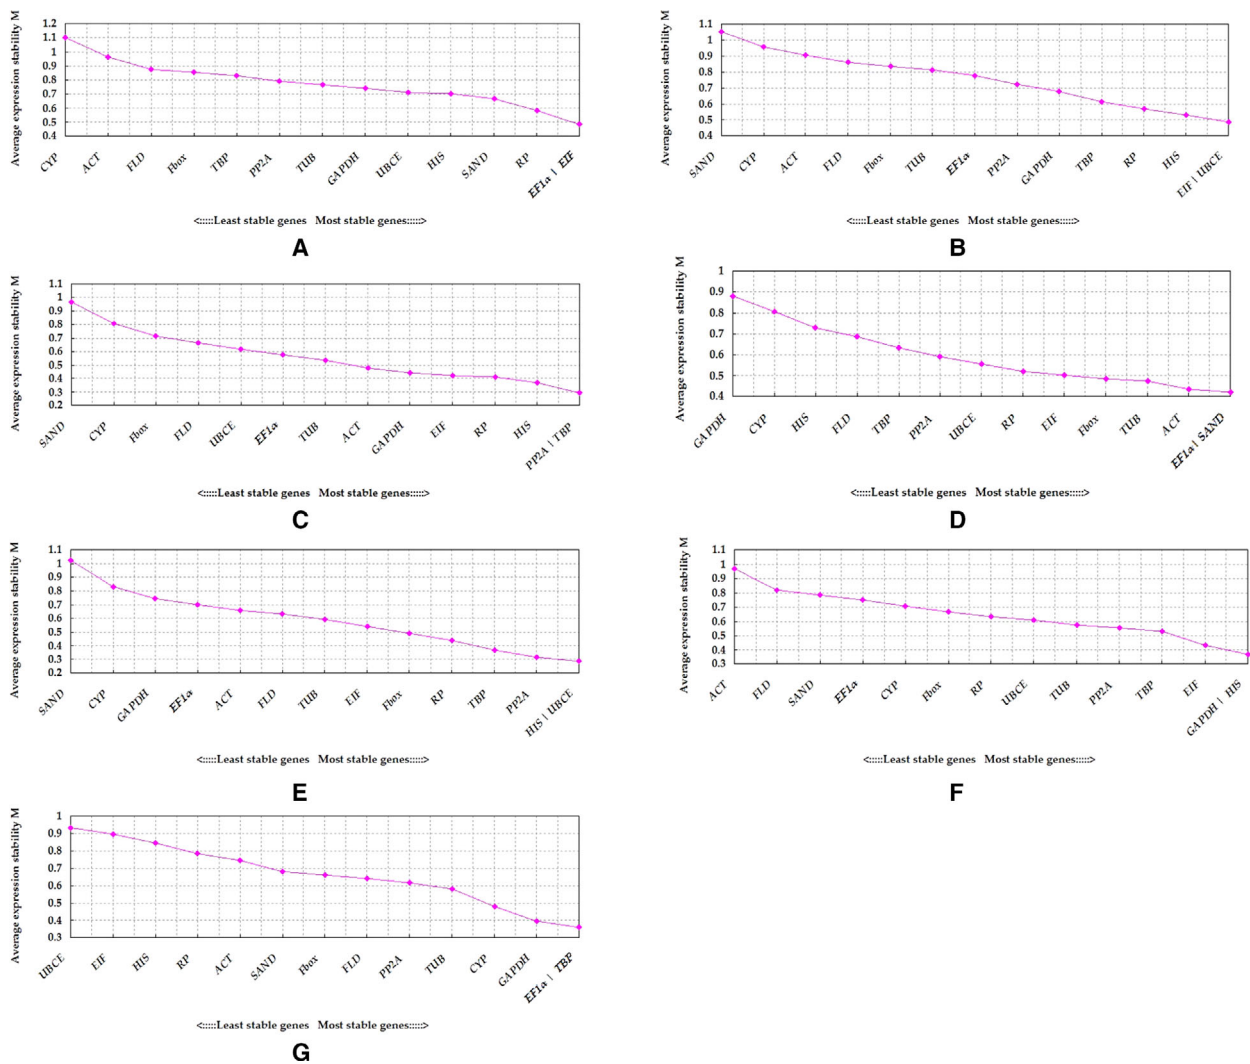 Average expression stability M
1.2
1.1
1
0.9
0.8
0.7
0.6
0.5
0.4
CYP ACT FLD Fbox TBP PP2A TUB GAPDH UBCE HIS SAND RP EF1a | EIF
<:::::Least stable genes Most stable genes:::::>
A
Average expression stability M
1.1
1
0.9
0.8
0.7
0.6
0.5
0.4
SAND CYP ACT FLD Fbox TUB EF1a PP2A GAPDH TBP RP HIS EIF | UBCE
<:::::Least stable genes Most stable genes:::::>
B
Average expression stability M
1.1
1
0.9
0.8
0.7
0.6
0.5
0.4
0.3
0.2
SAND CYP Fbox FLD UBCE EF1a TUB ACT GAPDH EIF RP HIS PP2A | TBP
<:::::Least stable genes Most stable genes:::::>
C
Average expression stability M
1
0.9
0.8
0.7
0.6
0.5
0.4
GAPDH CYP HIS FLD TBP PP2A UBCE RP EIF Fbox TUB ACT EF1a | SAND
<:::::Least stable genes Most stable genes:::::>
D
Average expression stability M
1.1
1
0.9
0.8
0.7
0.6
0.5
0.4
0.3
0.2
SAND CYP GAPDH EF1a ACT FLD TUB EIF Fbox RP TBP PP2A HIS | UBCE
<:::::Least stable genes Most stable genes:::::>
E
Average expression stability M
1.1
1
0.9
0.8
0.7
0.6
0.5
0.4
0.3
ACT FLD SAND EF1a CYP Fbox RP UBCE TUB PP2A TBP EIF GAPDH | HIS
<:::::Least stable genes Most stable genes:::::>
F
Average expression stability M
1
0.9
0.8
0.7
0.6
0.5
0.4
0.3
UBCE EIF HIS RP ACT SAND Fbox FLD PP2A TUB CYP GAPDH EF1a | TBP
<:::::Least stable genes Most stable genes:::::>
G